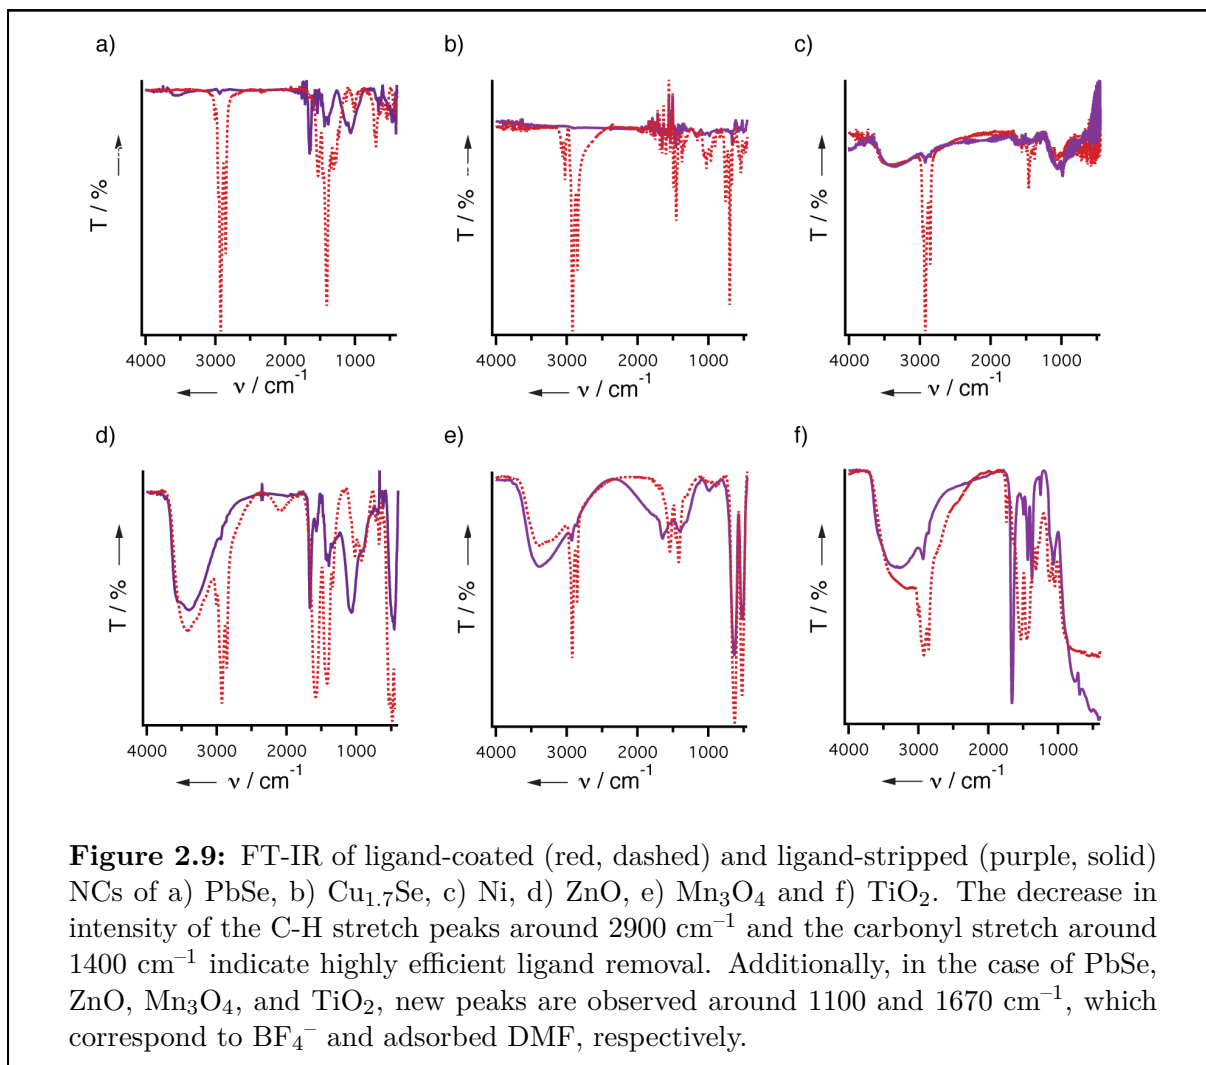 a)
b)
c)
T / %
T / %
T / %
4000 3000 2000 1000
4000 3000 2000 1000
4000 3000 2000 1000
ν / cm⁻¹
ν / cm⁻¹
ν / cm⁻¹
d)
e)
f)
T / %
T / %
T / %
4000 3000 2000 1000
4000 3000 2000 1000
4000 3000 2000 1000
ν / cm⁻¹
ν / cm⁻¹
ν / cm⁻¹
Figure 2.9: FT-IR of ligand-coated (red, dashed) and ligand-stripped (purple, solid)
NCs of a) PbSe, b) Cu₁.₇Se, c) Ni, d) ZnO, e) Mn₃O₄ and f) TiO₂. The decrease in
intensity of the C-H stretch peaks around 2900 cm⁻¹ and the carbonyl stretch around
1400 cm⁻¹ indicate highly efficient ligand removal. Additionally, in the case of PbSe,
ZnO, Mn₃O₄, and TiO₂, new peaks are observed around 1100 and 1670 cm⁻¹, which
correspond to BF₄⁻ and adsorbed DMF, respectively.